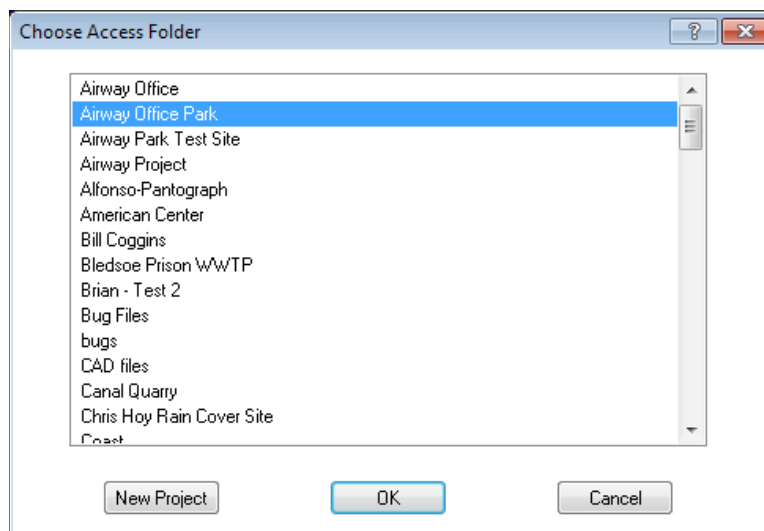 Choose Access Folder
Airway Office
Airway Office Park
Airway Park Test Site
Airway Project
Alfonso-Pantograph
American Center
Bill Coggins
Bledsoe Prison WWTP
Brian - Test 2
Bug Files
bugs
CAD files
Canal Quarry
Chris Hoy Rain Cover Site
Coast
New Project OK Cancel